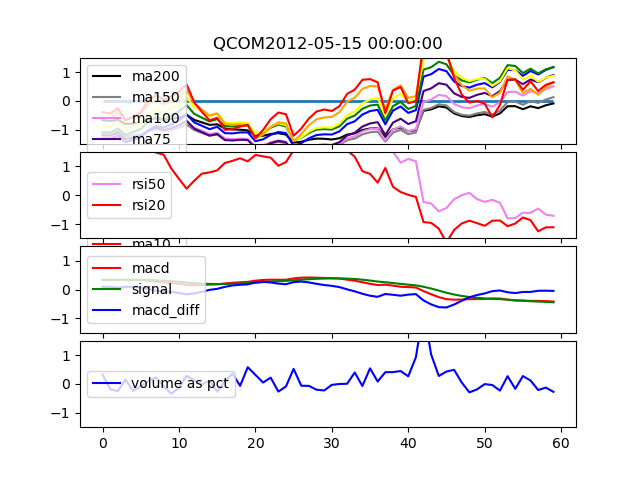 QCOM2012-05-15 00:00:00
1
0
−1
ma200
ma150
ma100
ma75
1
0
−1
rsi50
rsi20
ma10
1
0
−1
macd
signal
macd_diff
1
0
−1
volume as pct
0 10 20 30 40 50 60